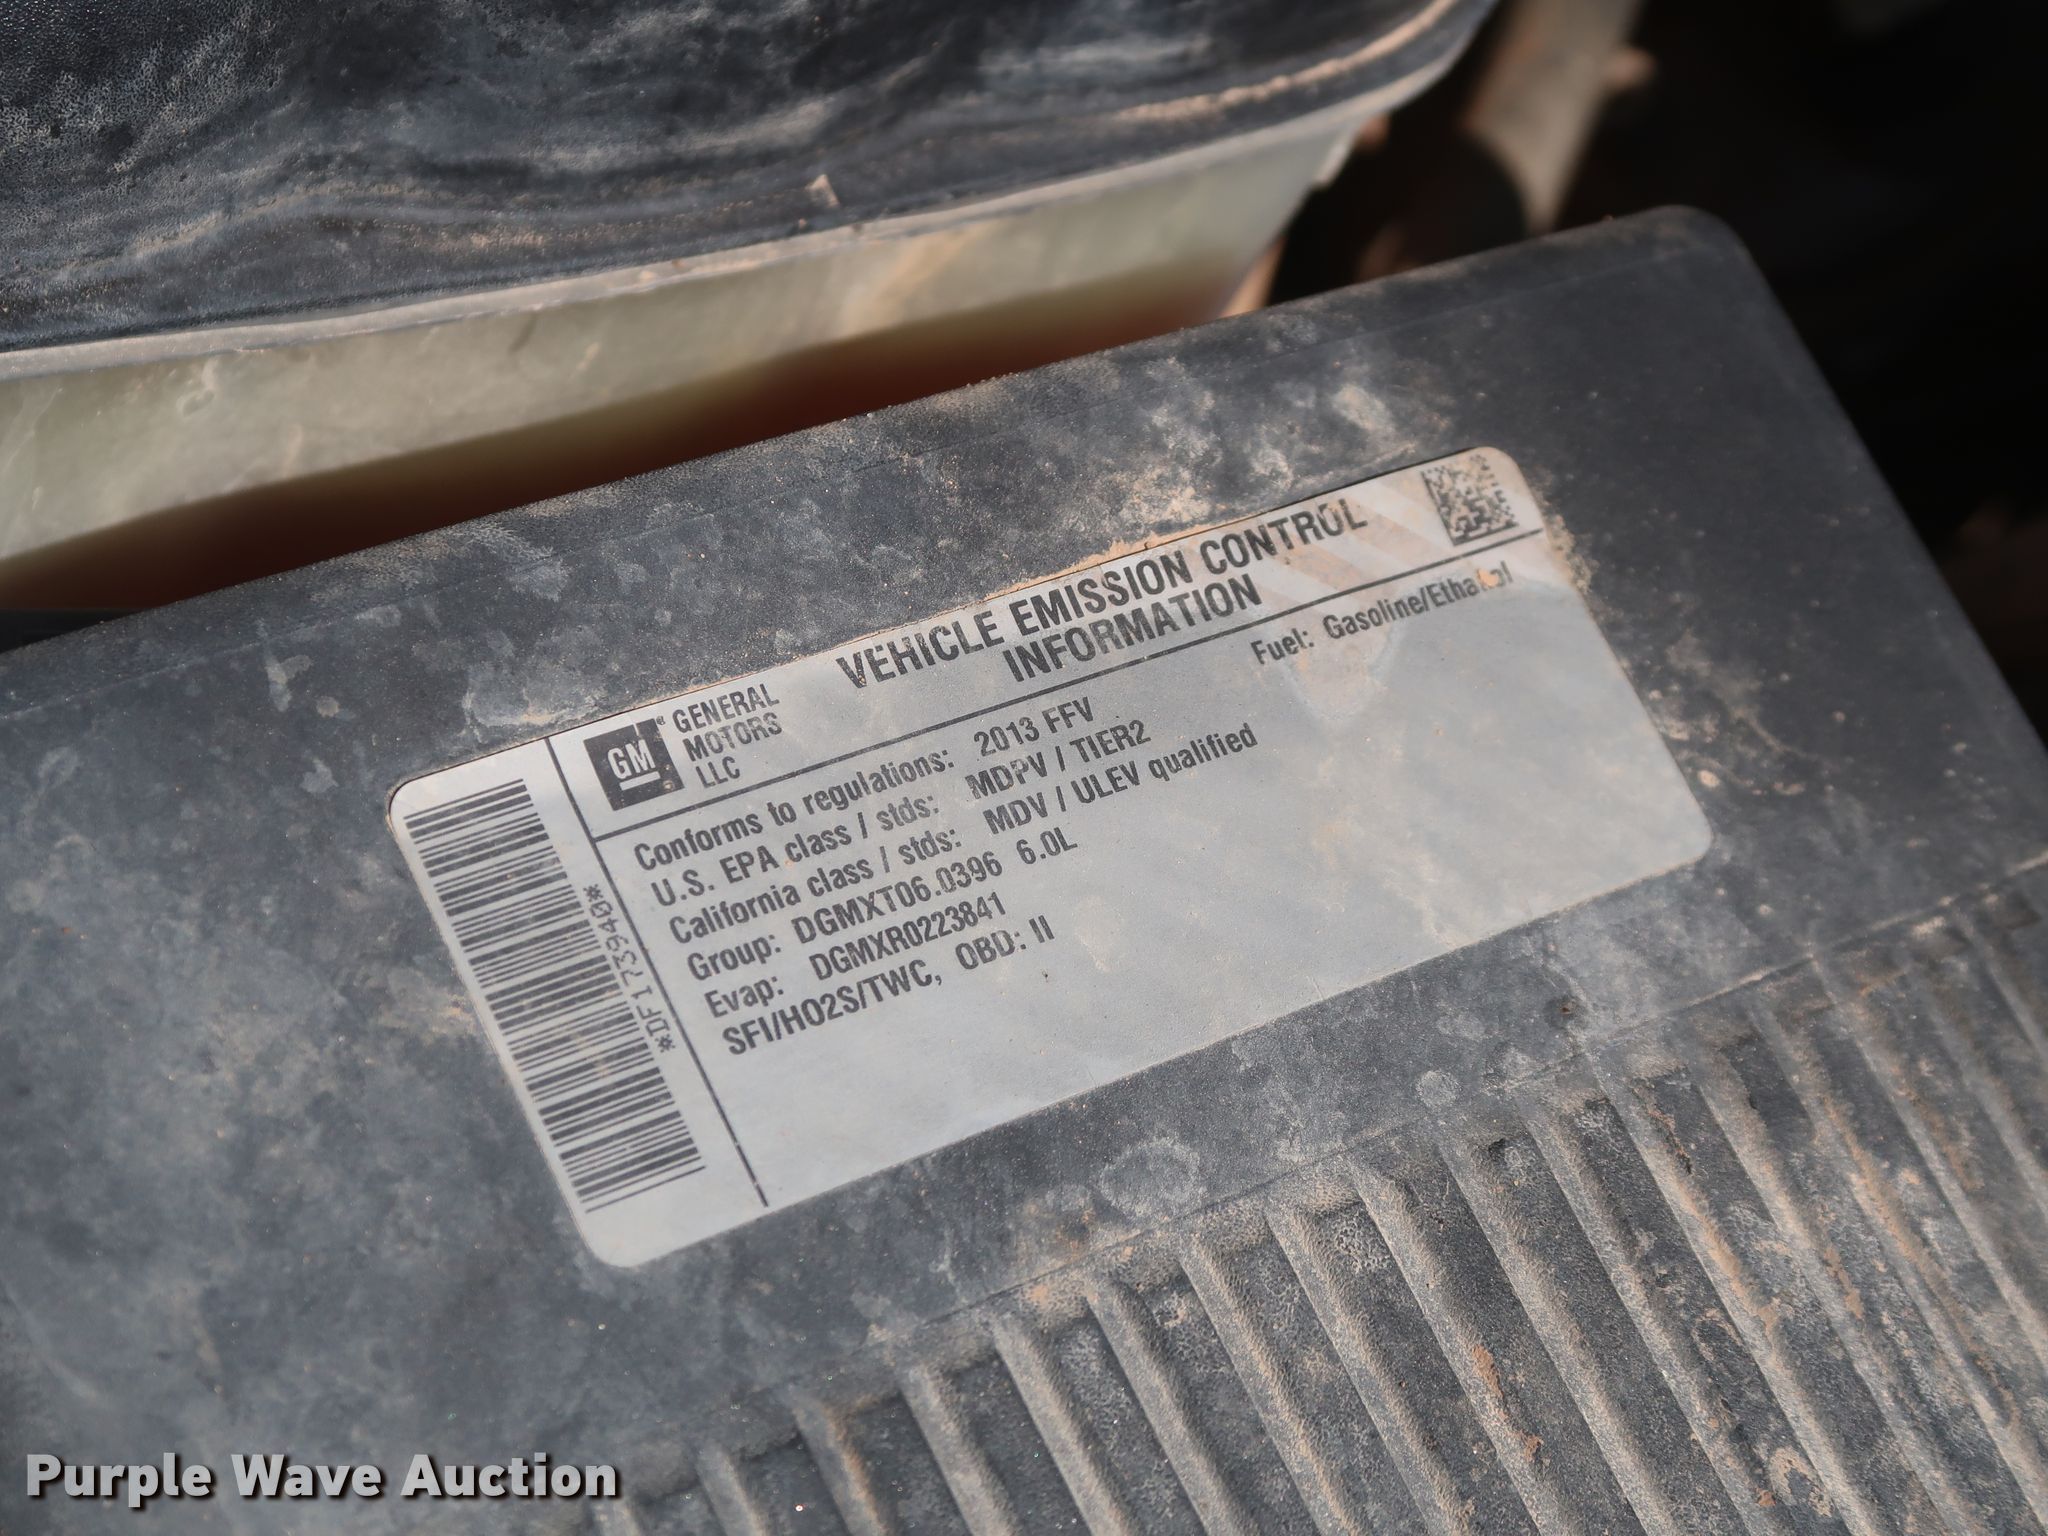 GM
GENERAL
MOTORS
LLC
VEHICLE EMISSION CONTROL
INFORMATION
Conforms to regulations: 2013 FFV
Fuel: Gasoline/Ethanol
U.S. EPA class / stds: MDPV / TIER2
California class / stds: MDV / ULEV qualified
Group: DGMXT06.0396 6.0L
Evap: DGMXR0223841
SFI/HO2S/TWC, OBD: II
*DF173940*
Purple Wave Auction